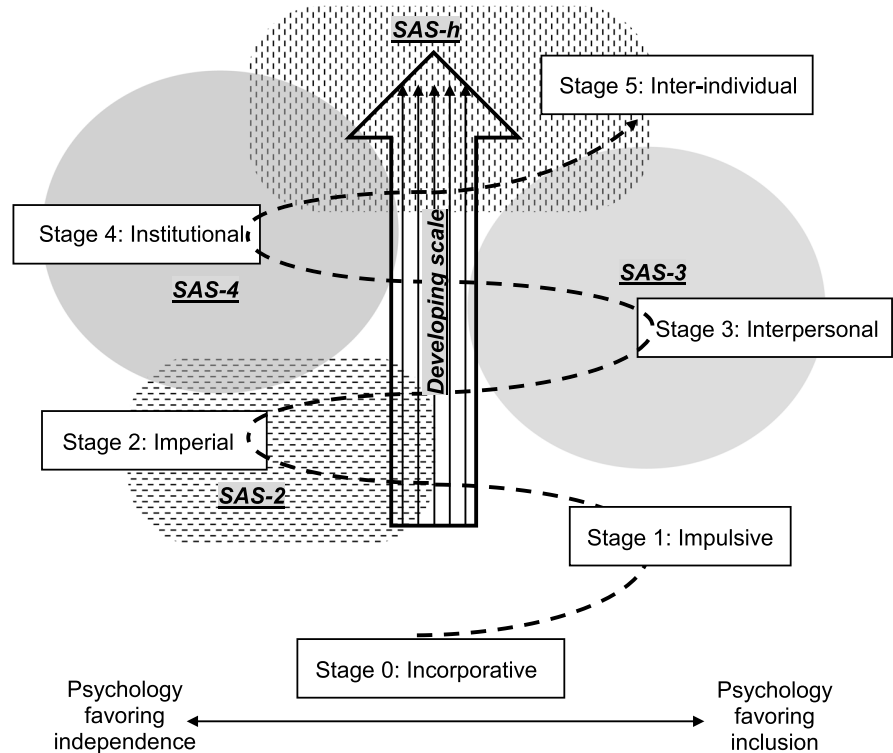 SAS-h
Stage 5: Inter-individual
Stage 4: Institutional
SAS-4
SAS-3
Developing scale
Stage 3: Interpersonal
Stage 2: Imperial
SAS-2
Stage 1: Impulsive
Stage 0: Incorporative
Psychology
favoring
independence
Psychology
favoring
inclusion